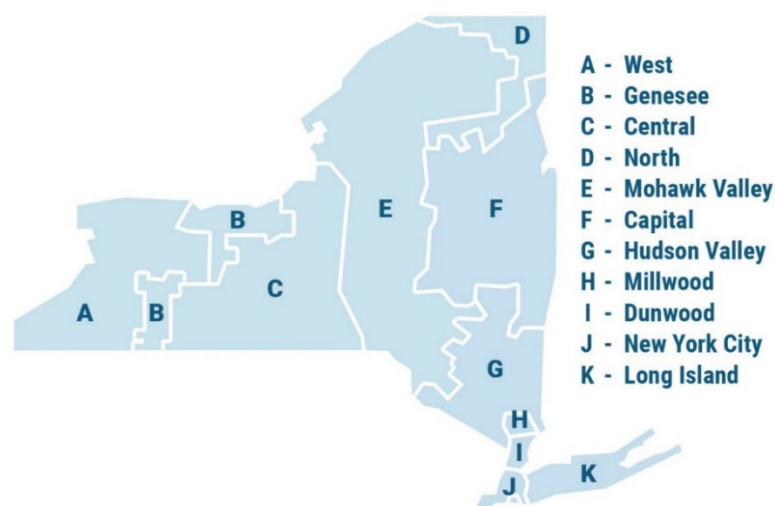 D
B
E
F
C
A
B
G
H
I
J
K
A - West
B - Genesee
C - Central
D - North
E - Mohawk Valley
F - Capital
G - Hudson Valley
H - Millwood
I - Dunwood
J - New York City
K - Long Island